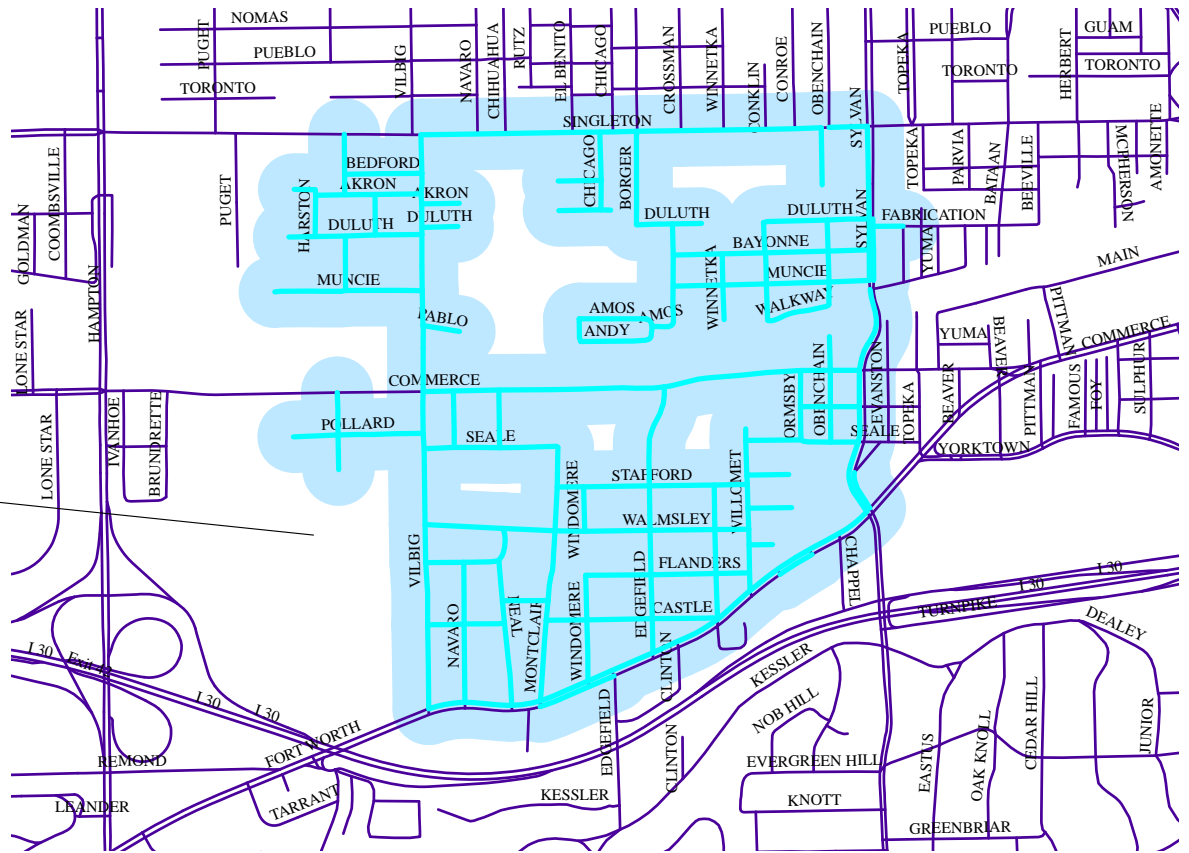 NOMAS
PUGET
PUEBLO
TORONTO
VILBIG
NAVARO
CHIHUAHUA
RUTZ
ELBENITO
CHICAGO
CROSSMAN
WINNETKA
CONKLIN
CONROE
OBENCHAIN
SYLVAN
TOPEKA
PUEBLO
TORONTO
HERBERT
GUAM
TORONTO
SINGLETON
COOMBSVILLE
GOLDMAN
PUGET
BEDFORD
AKRON
AKRON
HARSTON
DULUTH
DULUTH
CHICAGO
BORGER
DULUTH
DULUTH
SYLVAN
TOPEKA
PARVIA
BATAAN
BEEVILLE
MCPHERSON
AMONETTE
FABRICATION
YUMA
MAIN
BAYONNE
MUNCIE
MUNCIE
WINNETKA
WALKWAY
HAMPTON
LONESTAR
PABLO
AMOS
AMOS
ANDY
PITTMAN
COMMERCE
YUMA
BEAVER
COMMERCE
OBENCHAIN
ORMSBY
EVANSTON
TOPEKA
BEAVER
PITTMAN
FAMOUS
FOY
SULPHUR
LONE STAR
IVANHOE
BRUNDRETTE
POLLARD
SEALE
SEALE
YORKTOWN
WINDOMERE
STAFFORD
WILLOMET
WALMSLEY
VILBIG
FLANDERS
EDGEFIELD
CHAPPEL
I 30
I 30
TURNPIKE
NAVARO
NEAL
MONTCLAIR
WINDOMERE
CASTLE
DEALEY
I 30
Exit 42
I 30
I 30
CLINTON
KESSLER
EDGEFIELD
NOB HILL
FORT WORTH
CLINTON
REMOND
EVERGREEN HILL
EASTUS
OAK KNOLL
CEDAR HILL
JUNIOR
LEANDER
TARRANT
KESSLER
KNOTT
GREENBRIAR